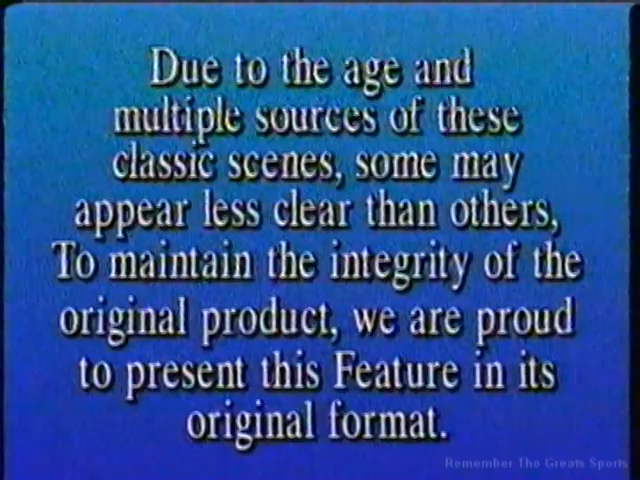 Due to the age and
multiple sources of these
classic scenes, some may
appear less clear than others,
To maintain the integrity of the
original product, we are proud
to present this Feature in its
original format.
Remember The Greats Sports